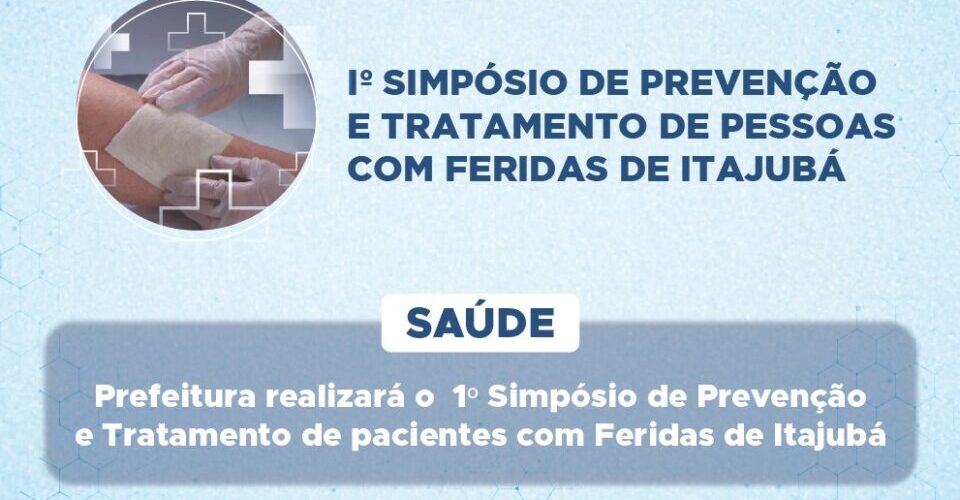 Iº SIMPÓSIO DE PREVENÇÃO
E TRATAMENTO DE PESSOAS
COM FERIDAS DE ITAJUBÁ
SAÚDE
Prefeitura realizará o 1º Simpósio de Prevenção
e Tratamento de pacientes com Feridas de Itajubá